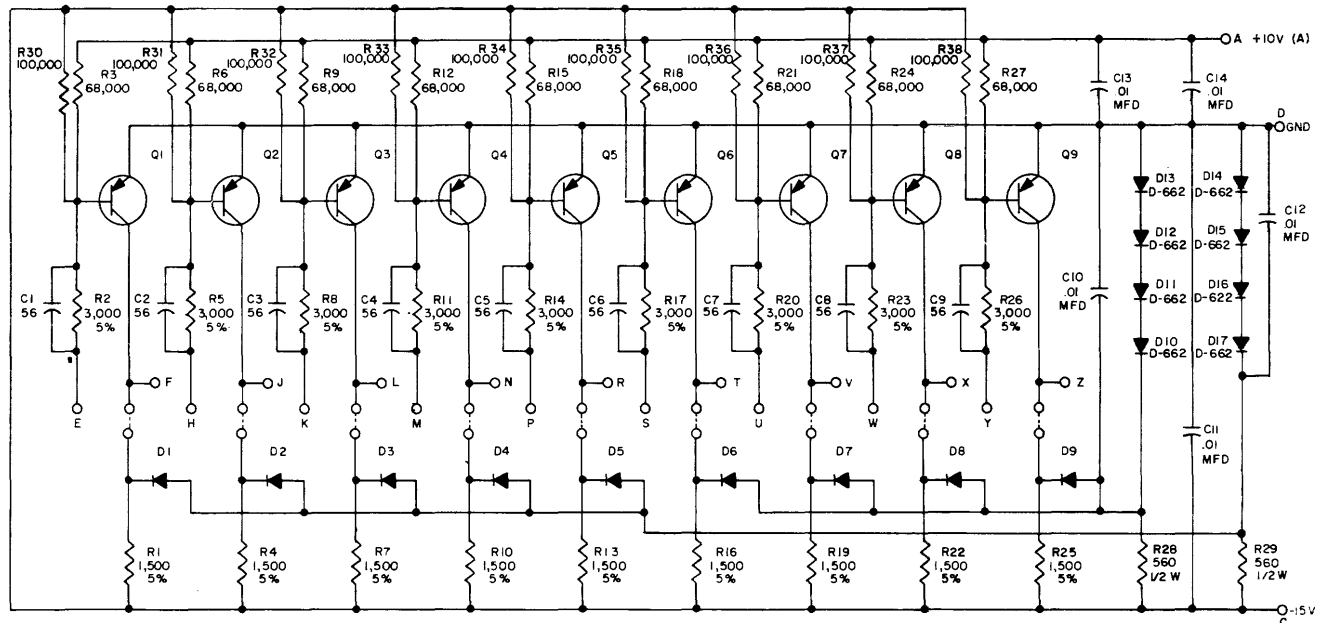 R30
100,000
R3
68,000
R31
100,000
R6
68,000
R32
100,000
R9
68,000
R33
100,000
R12
68,000
R34
100,000
R15
68,000
R35
100,000
R18
68,000
R36
100,000
R21
68,000
R37
100,000
R24
68,000
R38
100,000
R27
68,000
C13
.01
MFD
C14
.01
MFD
A +10V (A)
D
GND
Q1
Q2
Q3
Q4
Q5
Q6
Q7
Q8
Q9
D13
D-662
D14
D-662
D12
D-662
D15
D-662
D11
D-662
D16
D-622
D10
D-662
D17
D-662
C12
.01
MFD
C10
.01
MFD
C11
.01
MFD
C1
56
R2
3,000
5%
C2
56
R5
3,000
5%
C3
56
R8
3,000
5%
C4
56
R11
3,000
5%
C5
56
R14
3,000
5%
C6
56
R17
3,000
5%
C7
56
R20
3,000
5%
C8
56
R23
3,000
5%
C9
56
R26
3,000
5%
F
J
L
N
R
T
V
X
Z
E
H
K
M
P
S
U
W
Y
D1
D2
D3
D4
D5
D6
D7
D8
D9
R1
1,500
5%
R4
1,500
5%
R7
1,500
5%
R10
1,500
5%
R13
1,500
5%
R16
1,500
5%
R19
1,500
5%
R22
1,500
5%
R25
1,500
5%
R28
560
1/2 W
R29
560
1/2 W
-15V
C